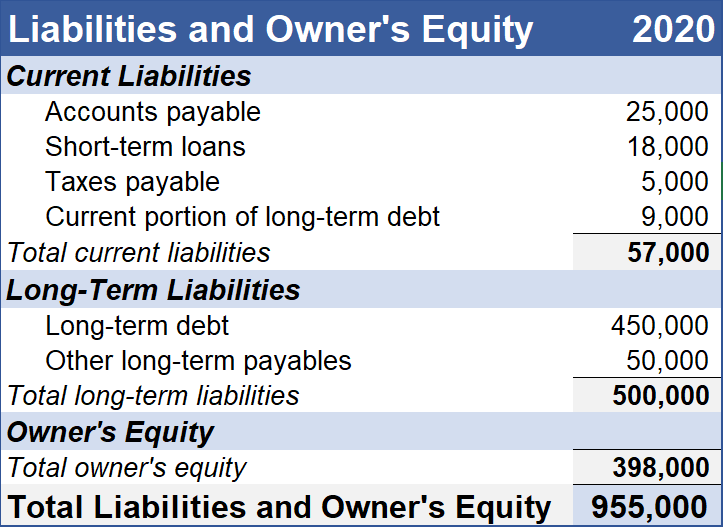 Liabilities and Owner's Equity 2020
Current Liabilities
Accounts payable 25,000
Short-term loans 18,000
Taxes payable 5,000
Current portion of long-term debt 9,000
Total current liabilities 57,000
Long-Term Liabilities
Long-term debt 450,000
Other long-term payables 50,000
Total long-term liabilities 500,000
Owner's Equity
Total owner's equity 398,000
Total Liabilities and Owner's Equity 955,000